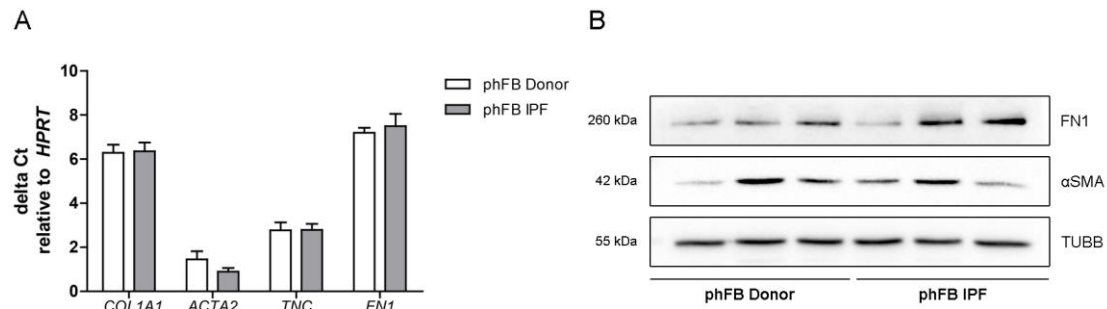 A
delta Ct
relative to HPRT
10
8
6
4
2
0
COL1A1 ACTA2 TNC FN1
phFB Donor
phFB IPF
B
260 kDa FN1
42 kDa αSMA
55 kDa TUBB
phFB Donor phFB IPF